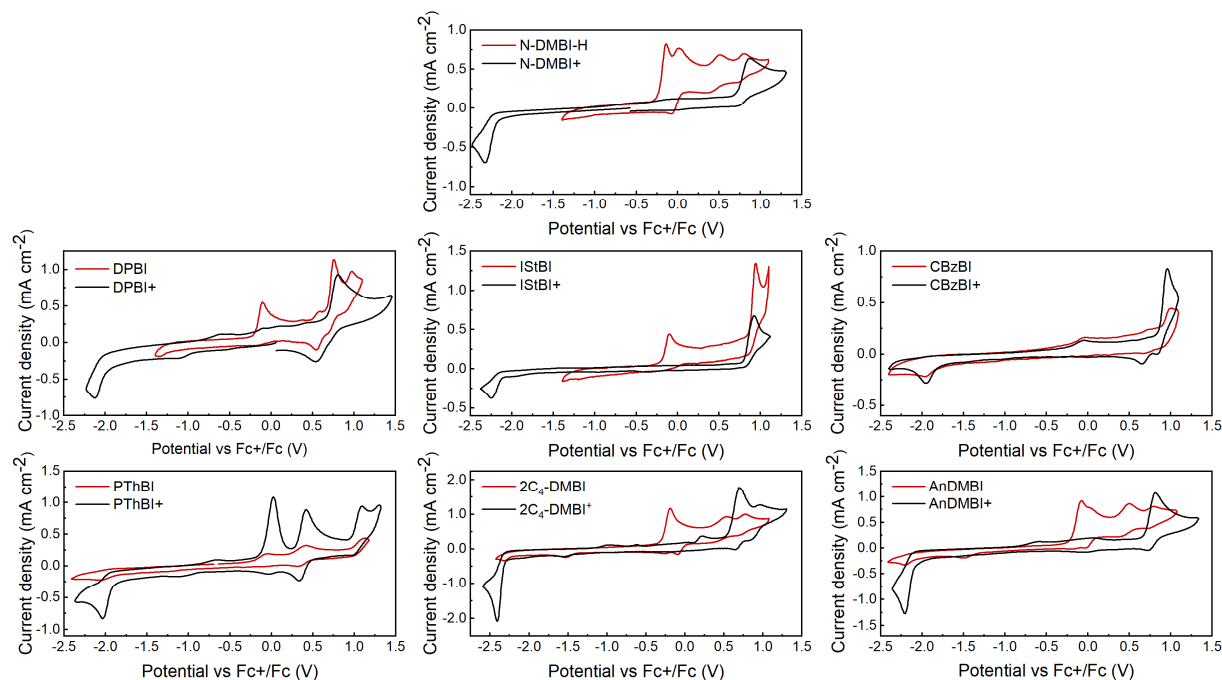 N-DMBI-H
N-DMBI+
Current density (mA cm⁻²)
1.0
0.5
0.0
-0.5
-1.0
-2.5 -2.0 -1.5 -1.0 -0.5 0.0 0.5 1.0 1.5
Potential vs Fc+/Fc (V)
DPBI
DPBI+
Current density (mA cm⁻²)
1.0
0.5
0.0
-0.5
-1.0
-2.5 -2.0 -1.5 -1.0 -0.5 0.0 0.5 1.0 1.5
Potential vs Fc+/Fc (V)
IStBI
IStBI+
Current density (mA cm⁻²)
1.5
1.0
0.5
0.0
-0.5
-2.5 -2.0 -1.5 -1.0 -0.5 0.0 0.5 1.0 1.5
Potential vs Fc+/Fc (V)
CBzBI
CBzBI+
Current density (mA cm⁻²)
1.0
0.5
0.0
-0.5
-2.5 -2.0 -1.5 -1.0 -0.5 0.0 0.5 1.0 1.5
Potential vs Fc+/Fc (V)
PThBI
PThBI+
Current density (mA cm⁻²)
1.5
1.0
0.5
0.0
-0.5
-1.0
-2.5 -2.0 -1.5 -1.0 -0.5 0.0 0.5 1.0 1.5
Potential vs Fc+/Fc (V)
2C₄-DMBI
2C₄-DMBI⁺
Current density (mA cm⁻²)
2.0
1.0
0.0
-1.0
-2.0
-2.5 -2.0 -1.5 -1.0 -0.5 0.0 0.5 1.0 1.5
Potential vs Fc+/Fc (V)
AnDMBI
AnDMBI+
Current density (mA cm⁻²)
1.5
1.0
0.5
0.0
-0.5
-1.0
-1.5
-2.5 -2.0 -1.5 -1.0 -0.5 0.0 0.5 1.0 1.5
Potential vs Fc+/Fc (V)